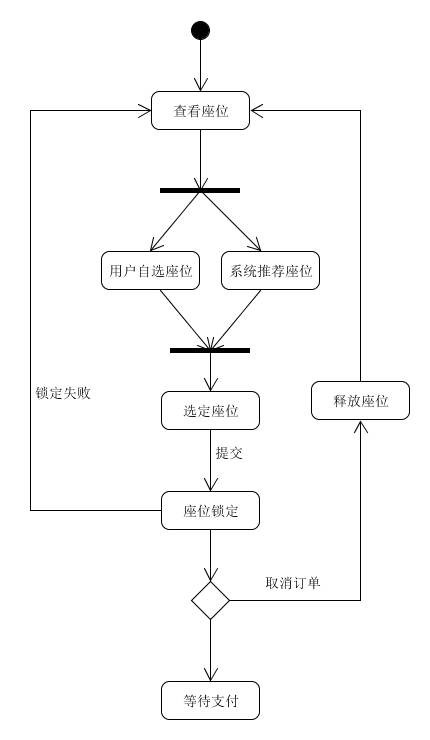 查看座位
用户自选座位
系统推荐座位
锁定失败
选定座位
释放座位
提交
座位锁定
取消订单
等待支付